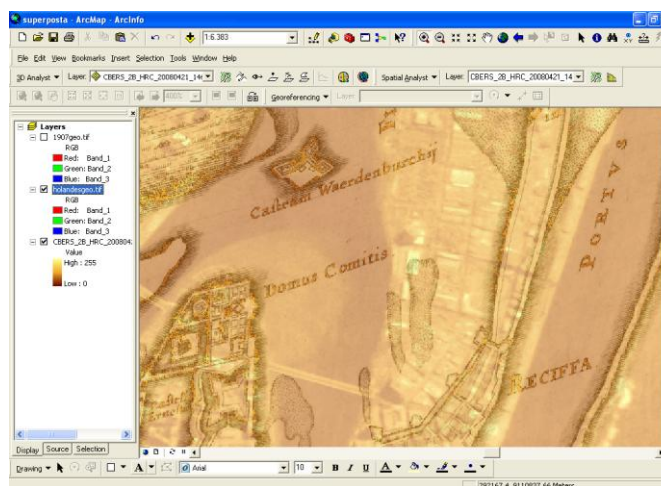 superposta - ArcMap - ArcInfo
1:6.383
File Edit View Bookmarks Insert Selection Tools Window Help
3D Analyst Layer: CBERS_2B_HRC_20080421_14 Spatial Analyst Layer: CBERS_2B_HRC_20080421_14
400% Georeferencing Layer:
Layers
1907geo.tif
RGB
Red: Band_1
Green: Band_2
Blue: Band_3
holandesgeo.tif
RGB
Red: Band_1
Green: Band_2
Blue: Band_3
CBERS_2B_HRC_200804
Value
High : 255
Low : 0
Castrum Waerdenburchij
Domus Comitis
PORTVS
RECIFFA
Display Source Selection
Drawing A Arial 10 B I U A